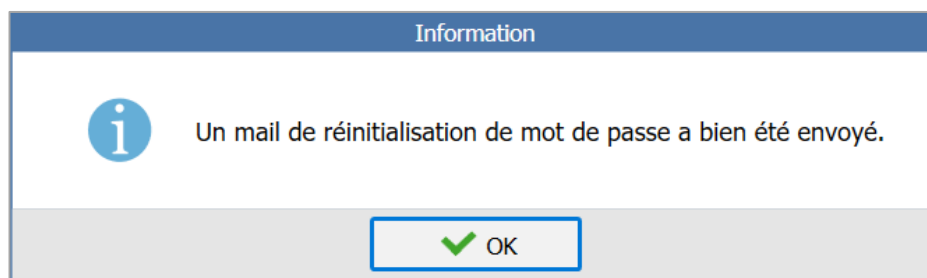 Information
Un mail de réinitialisation de mot de passe a bien été envoyé.
OK